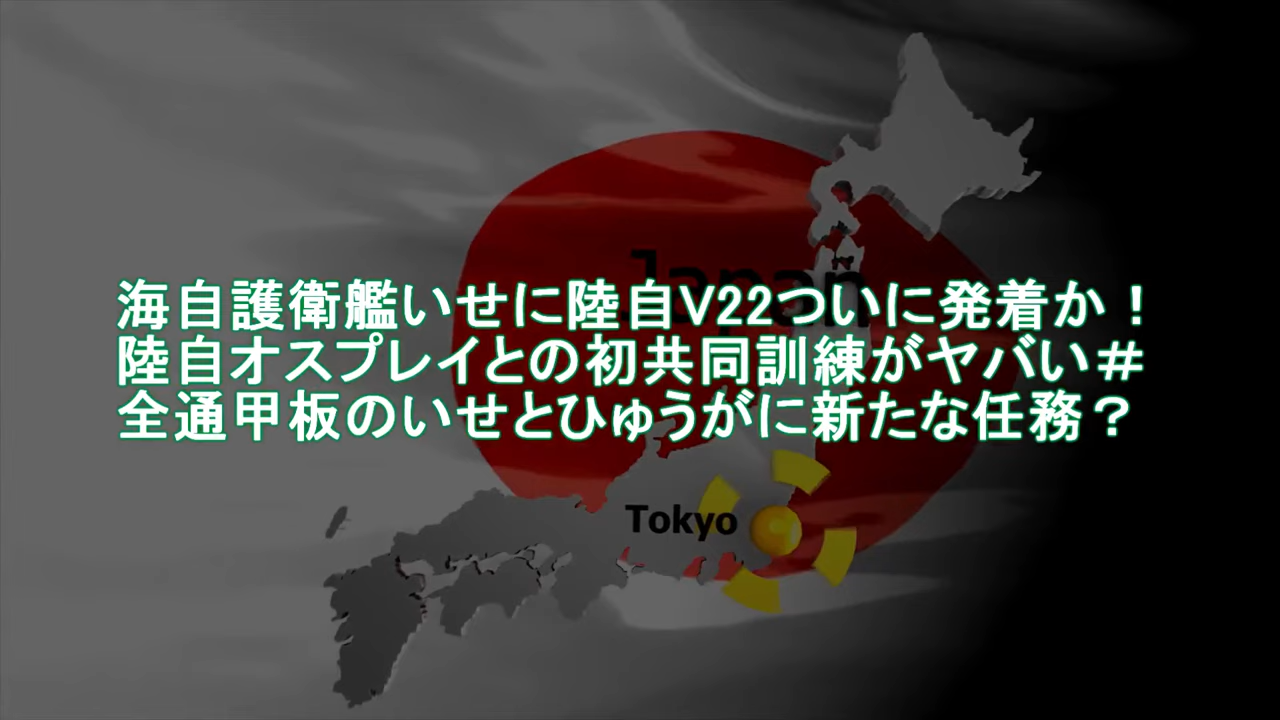 Japan
海自護衛艦いせに陸自V22ついに発着か！
陸自オスプレイとの初共同訓練がヤバい＃
全通甲板のいせとひゅうがに新たな任務？
Tokyo